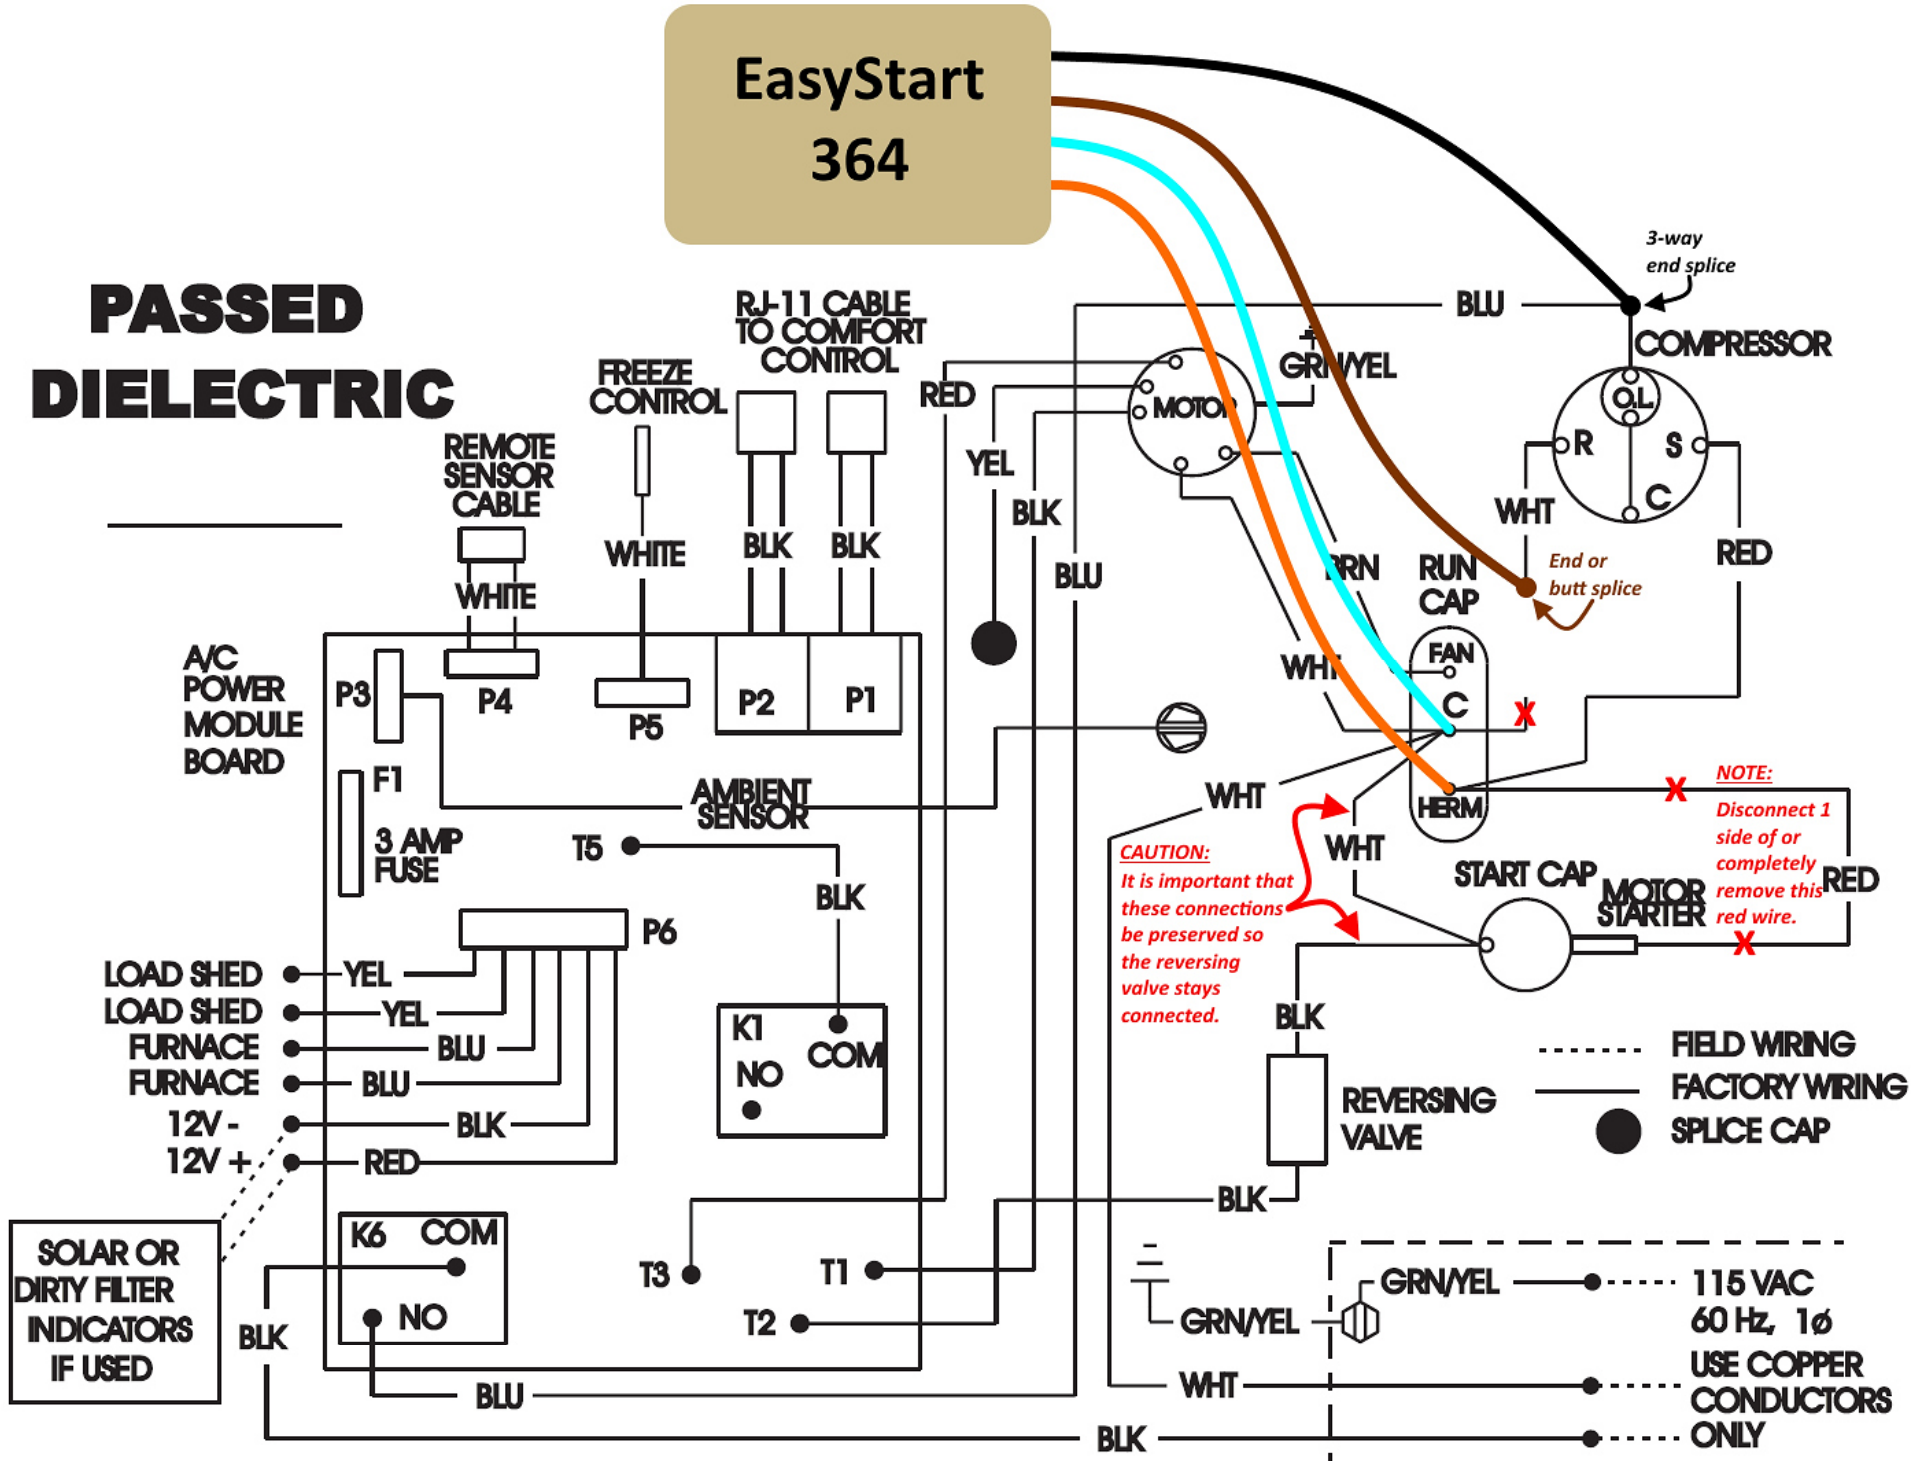 EasyStart
364
3-way
end splice
PASSED
DIELECTRIC
RJ-11 CABLE
TO COMFORT
CONTROL
BLU
COMPRESSOR
FREEZE
CONTROL
RED
MOTOR
GRN/YEL
O.L.
R
S
C
REMOTE
SENSOR
CABLE
YEL
BLK
WHT
RED
WHITE
BLK
BLK
BLU
BRN
RUN
CAP
End or
butt splice
WHITE
A/C
POWER
MODULE
BOARD
P3
P4
P5
P2
P1
WHT
FAN
C
X
HERM
F1
3 AMP
FUSE
AMBIENT
SENSOR
T5
BLK
WHT
X
NOTE:
Disconnect 1
side of or
completely
remove this
red wire.
RED
CAUTION:
It is important that
these connections
be preserved so
the reversing
valve stays
connected.
WHT
START CAP
MOTOR
STARTER
X
P6
LOAD SHED
YEL
LOAD SHED
YEL
FURNACE
BLU
FURNACE
BLU
12V -
BLK
12V +
RED
K1
COM
NO
BLK
REVERSING
VALVE
FIELD WIRING
FACTORY WIRING
SPLICE CAP
BLK
SOLAR OR
DIRTY FILTER
INDICATORS
IF USED
K6
COM
NO
BLK
T3
T1
T2
GRN/YEL
GRN/YEL
115 VAC
60 Hz, 1ø
USE COPPER
CONDUCTORS
ONLY
WHT
BLU
BLK